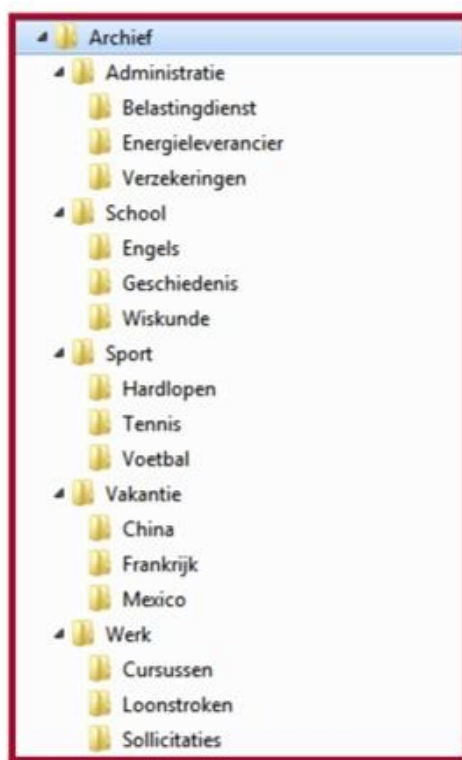 Archief
Administratie
Belastingdienst
Energieleverancier
Verzekeringen
School
Engels
Geschiedenis
Wiskunde
Sport
Hardlopen
Tennis
Voetbal
Vakantie
China
Frankrijk
Mexico
Werk
Cursussen
Loonstroken
Sollicitaties